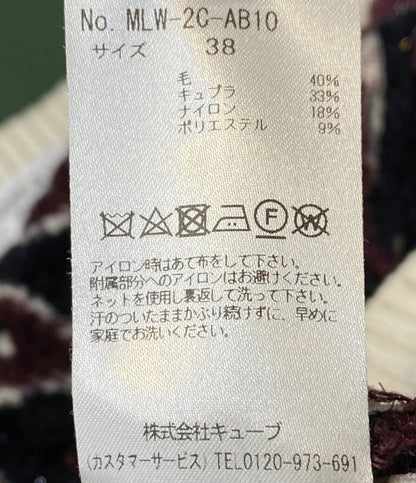 No. MLW-2C-AB10
サイズ 38
毛 40%
キュプラ 33%
ナイロン 18%
ポリエステル 9%
F W
アイロン時はあて布をして下さい。
附属部分へのアイロンはお避けください。
ネットを使用し裏返して洗って下さい。
汗のついたままかぶり続けずに、早めに
家庭でお洗いください。
株式会社キューブ
(カスタマーサービス) TEL0120-973-691